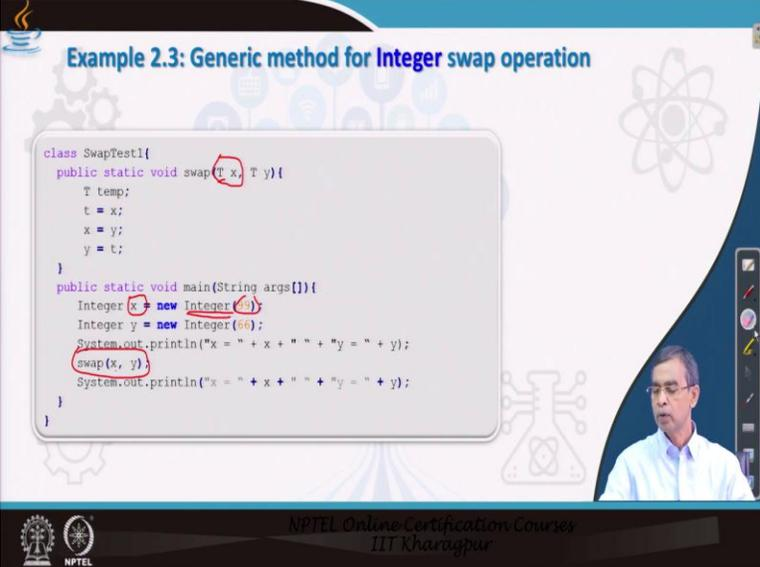 Example 2.3: Generic method for Integer swap operation
class SwapTest1{
public static void swap(T x, T y){
T temp;
t = x;
x = y;
y = t;
}
public static void main(String args[]){
Integer x = new Integer(99);
Integer y = new Integer(66);
System.out.println("x = " + x + " " + "y = " + y);
swap(x, y);
System.out.println("x = " + x + " " + "y = " + y);
}
}
NPTEL Online Certification Courses
IIT Kharagpur
NPTEL